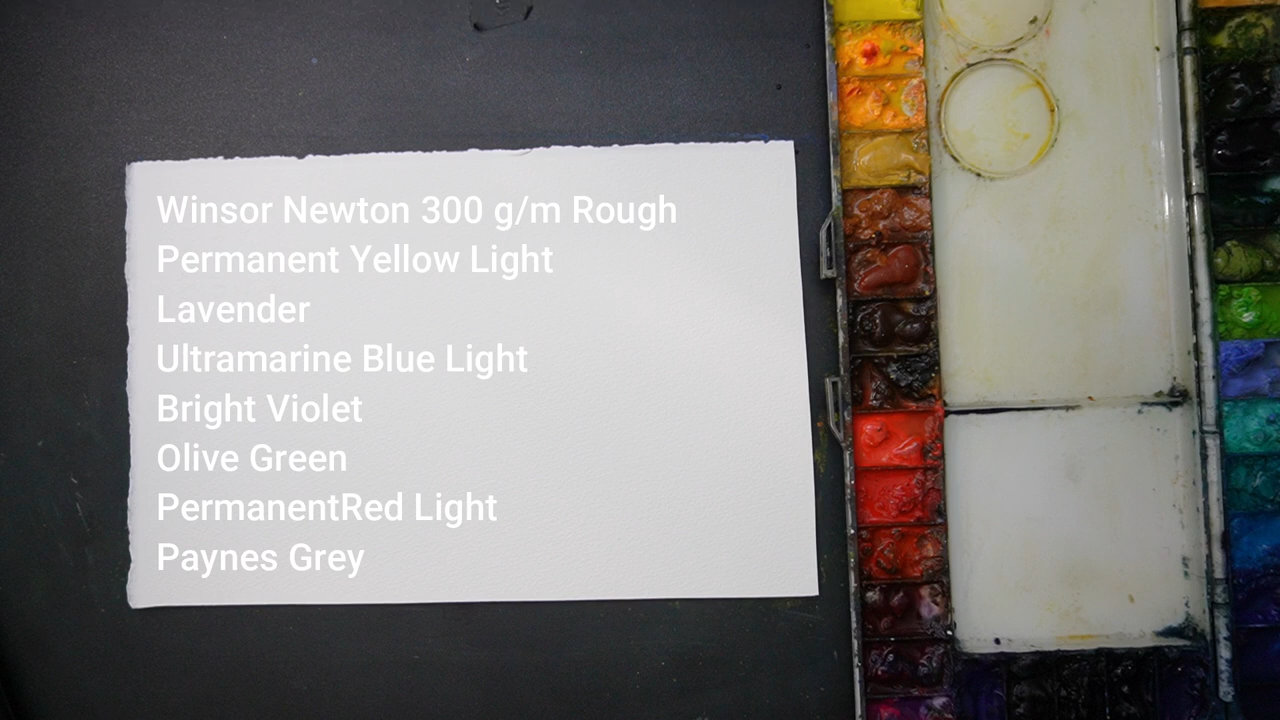 Winsor Newton 300 g/m Rough
Permanent Yellow Light
Lavender
Ultramarine Blue Light
Bright Violet
Olive Green
PermanentRed Light
Paynes Grey